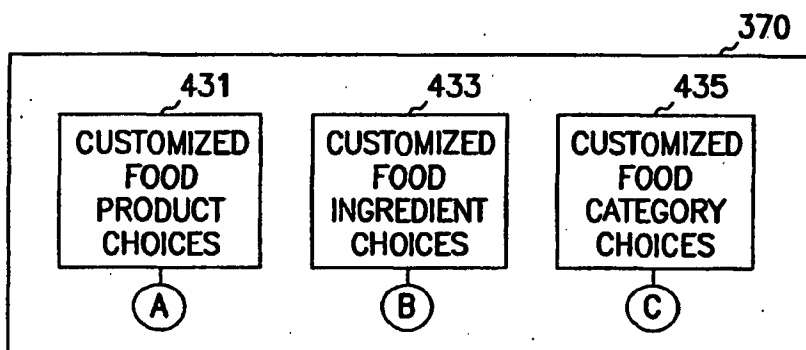 370
431
433
435
CUSTOMIZED
FOOD
PRODUCT
CHOICES
CUSTOMIZED
FOOD
INGREDIENT
CHOICES
CUSTOMIZED
FOOD
CATEGORY
CHOICES
A
B
C